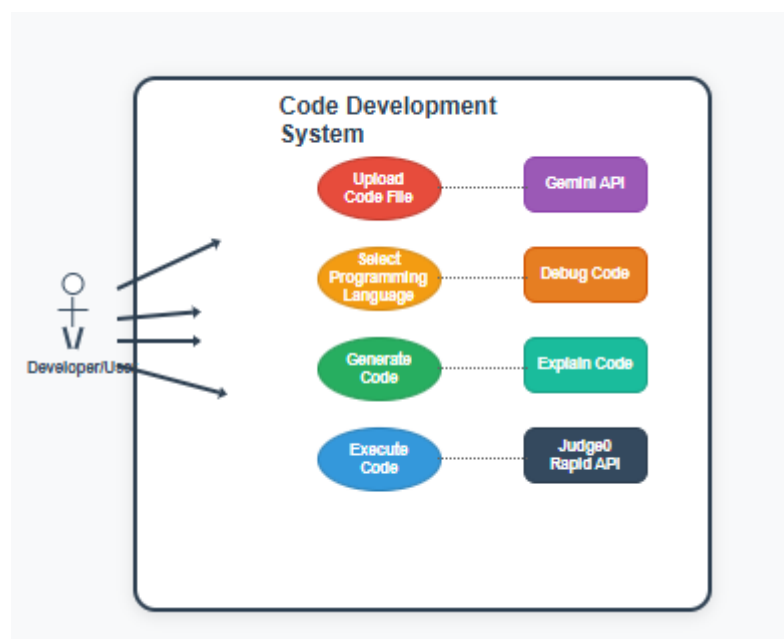 Code Development
System
Upload
Code File
Gemini API
Select
Programming
Language
Debug Code
Generate
Code
Explain Code
Execute
Code
Judge0
Rapid API
Developer/Use